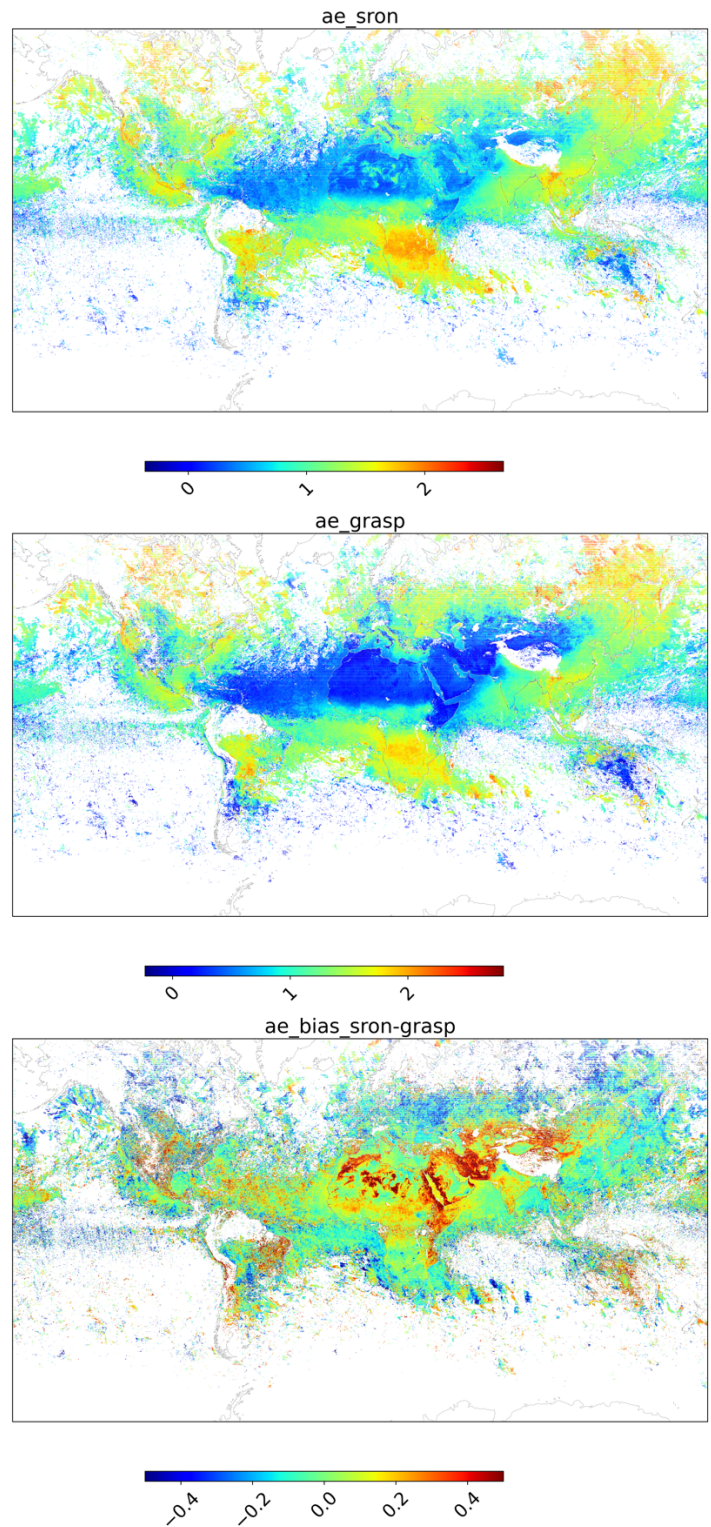 ae_sron
0 1 2
ae_grasp
0 1 2
ae_bias_sron-grasp
−0.4 −0.2 0.0 0.2 0.4